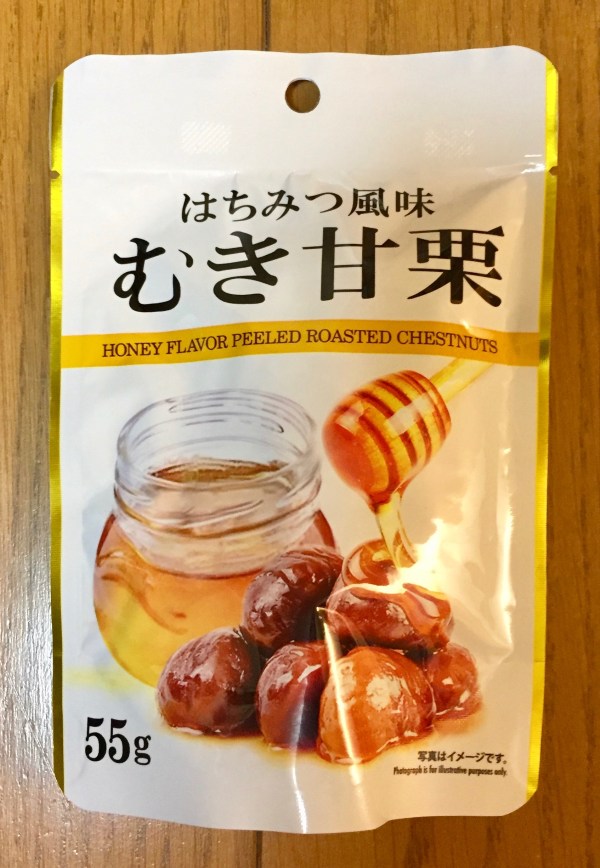 はちみつ風味
むき甘栗
HONEY FLAVOR PEELED ROASTED CHESTNUTS
55g
写真はイメージです。
Photograph is for illustrative purposes only.